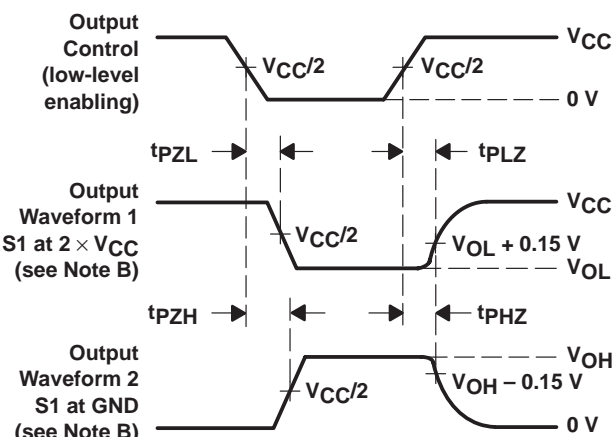 Output
Control
(low-level
enabling)
VCC
VCC/2
VCC/2
0 V
tPZL
tPLZ
Output
Waveform 1
S1 at 2 × VCC
(see Note B)
VCC
VCC/2
VOL + 0.15 V
VOL
tPZH
tPHZ
Output
Waveform 2
S1 at GND
(see Note B)
VOH
VCC/2
VOH − 0.15 V
0 V